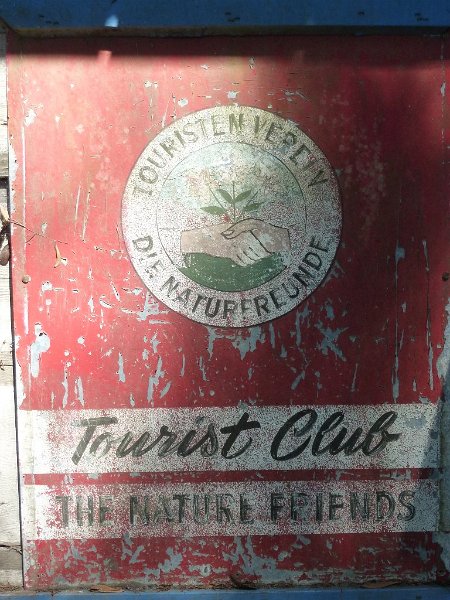 TOURISTEN VEREIN
DIE NATURFREUNDE
Tourist Club
THE NATURE FRIENDS